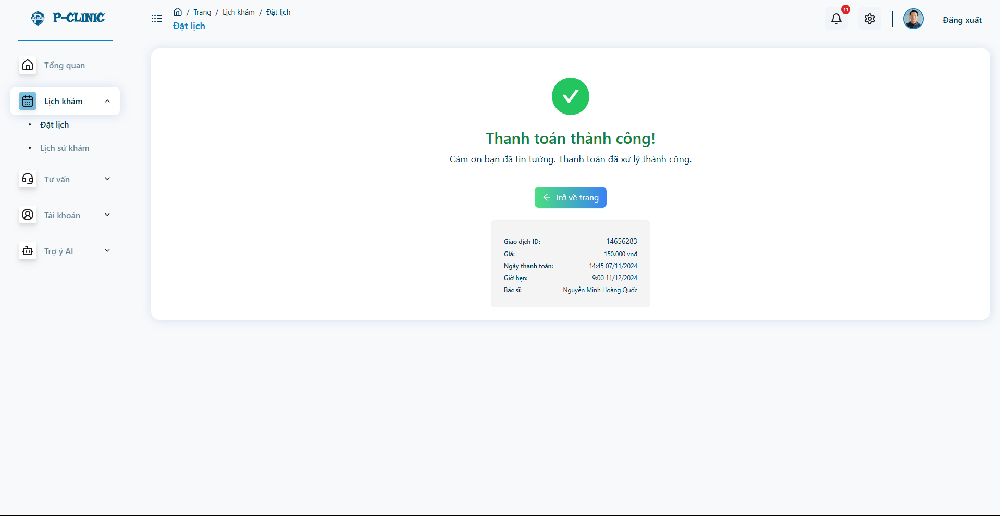 P-CLINIC
P-CLINIC
/ Trang / Lịch khám / Đặt lịch
Đặt lịch
11
Đăng xuất
Tổng quan
Lịch khám
• Đặt lịch
• Lịch sử khám
Tư vấn
Tài khoản
Trợ ý AI
Thanh toán thành công!
Cảm ơn bạn đã tin tưởng. Thanh toán đã xử lý thành công.
Trở về trang
Giao dịch ID: 14656283
Giá: 150.000 vnđ
Ngày thanh toán: 14:45 07/11/2024
Giờ hẹn: 9:00 11/12/2024
Bác sĩ: Nguyễn Minh Hoàng Quốc